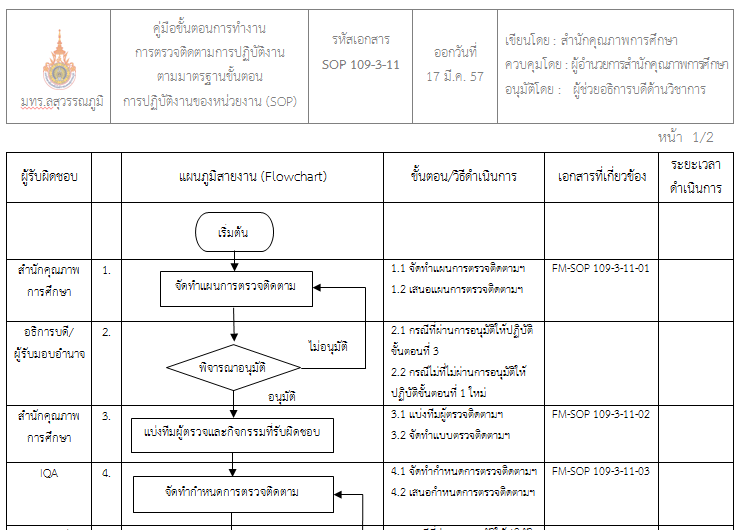 มทร.สุวรรณภูมิ
คู่มือขั้นตอนการทำงาน
การตรวจติดตามการปฏิบัติงาน
ตามมาตรฐานขั้นตอน
การปฏิบัติงานของหน่วยงาน (SOP)
รหัสเอกสาร
SOP 109-3-11
ออกวันที่
17 มี.ค. 57
เขียนโดย : สำนักคุณภาพการศึกษา
ควบคุมโดย : ผู้อำนวยการสำนักคุณภาพการศึกษา
อนุมัติโดย : ผู้ช่วยอธิการบดีด้านวิชาการ
หน้า 1/2
ผู้รับผิดชอบ
แผนภูมิสายงาน (Flowchart)
ขั้นตอน/วิธีดำเนินการ
เอกสารที่เกี่ยวข้อง
ระยะเวลา
ดำเนินการ
เริ่มต้น
สำนักคุณภาพ
การศึกษา
1.
จัดทำแผนการตรวจติดตาม
1.1 จัดทำแผนการตรวจติดตามฯ
1.2 เสนอแผนการตรวจติดตามฯ
FM-SOP 109-3-11-01
อธิการบดี/
ผู้รับมอบอำนาจ
2.
ไม่อนุมัติ
พิจารณาอนุมัติ
อนุมัติ
2.1 กรณีที่ผ่านการอนุมัติให้ปฏิบัติ
ขั้นตอนที่ 3
2.2 กรณีไม่ที่ไม่ผ่านการอนุมัติให้
ปฏิบัติขั้นตอนที่ 1 ใหม่
สำนักคุณภาพ
การศึกษา
3.
แบ่งทีมผู้ตรวจและกิจกรรมที่รับผิดชอบ
3.1 แบ่งทีมผู้ตรวจติดตามฯ
3.2 จัดทำแบบตรวจติดตามฯ
FM-SOP 109-3-11-02
IQA
4.
จัดทำกำหนดการตรวจติดตาม
4.1 จัดทำกำหนดการตรวจติดตามฯ
4.2 เสนอกำหนดการตรวจติดตามฯ
FM-SOP 109-3-11-03